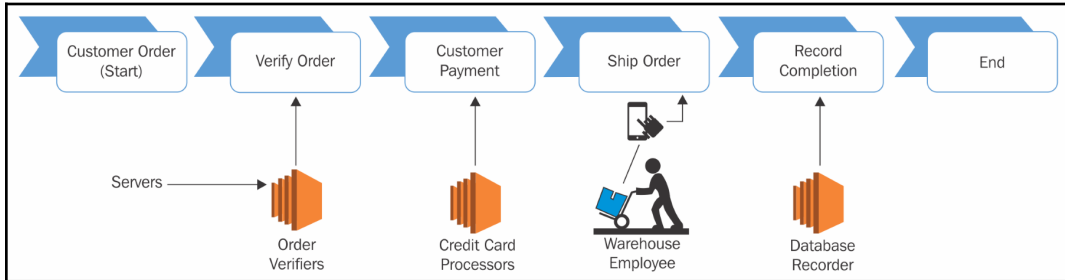 Customer Order
(Start)
Verify Order
Customer
Payment
Ship Order
Record
Completion
End
Servers
Order
Verifiers
Credit Card
Processors
Warehouse
Employee
Database
Recorder